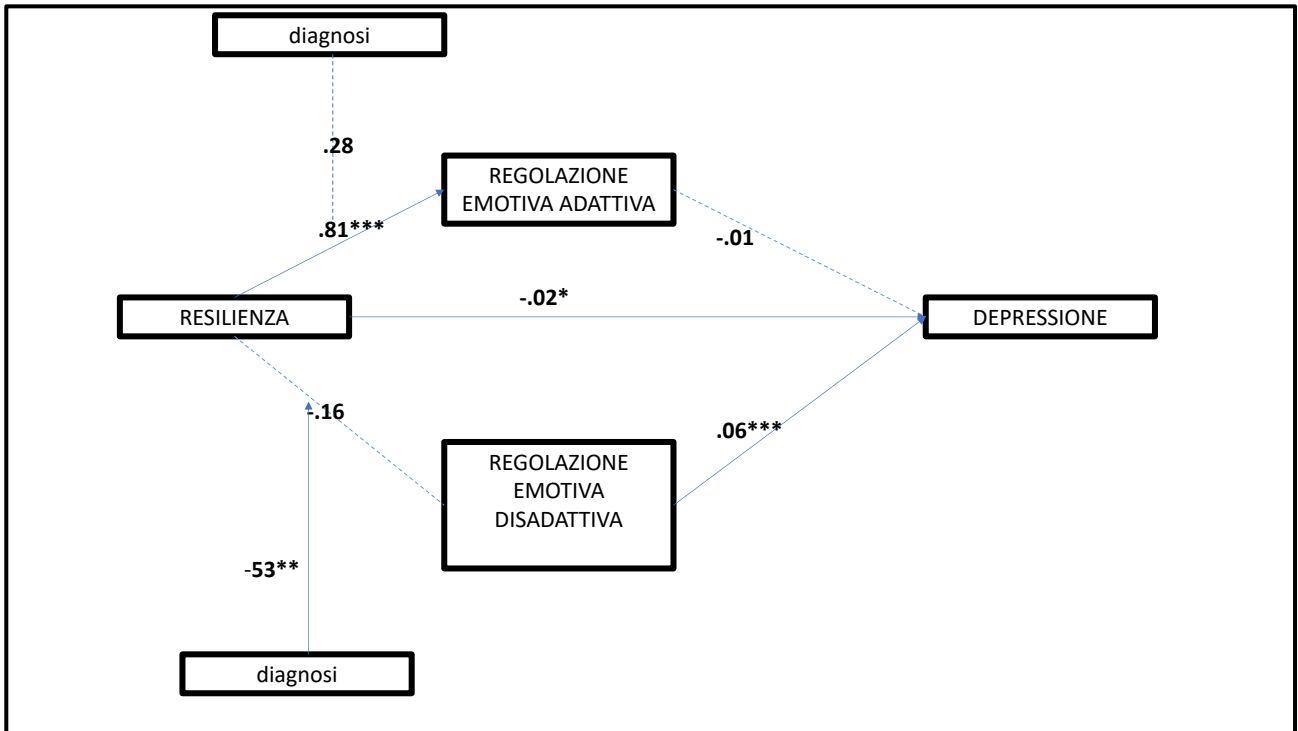 diagnosi
.28
REGOLAZIONE
EMOTIVA ADATTIVA
.81***
-.01
-.02*
RESILIENZA
DEPRESSIONE
-.16
.06***
REGOLAZIONE
EMOTIVA
DISADATTIVA
-53**
diagnosi